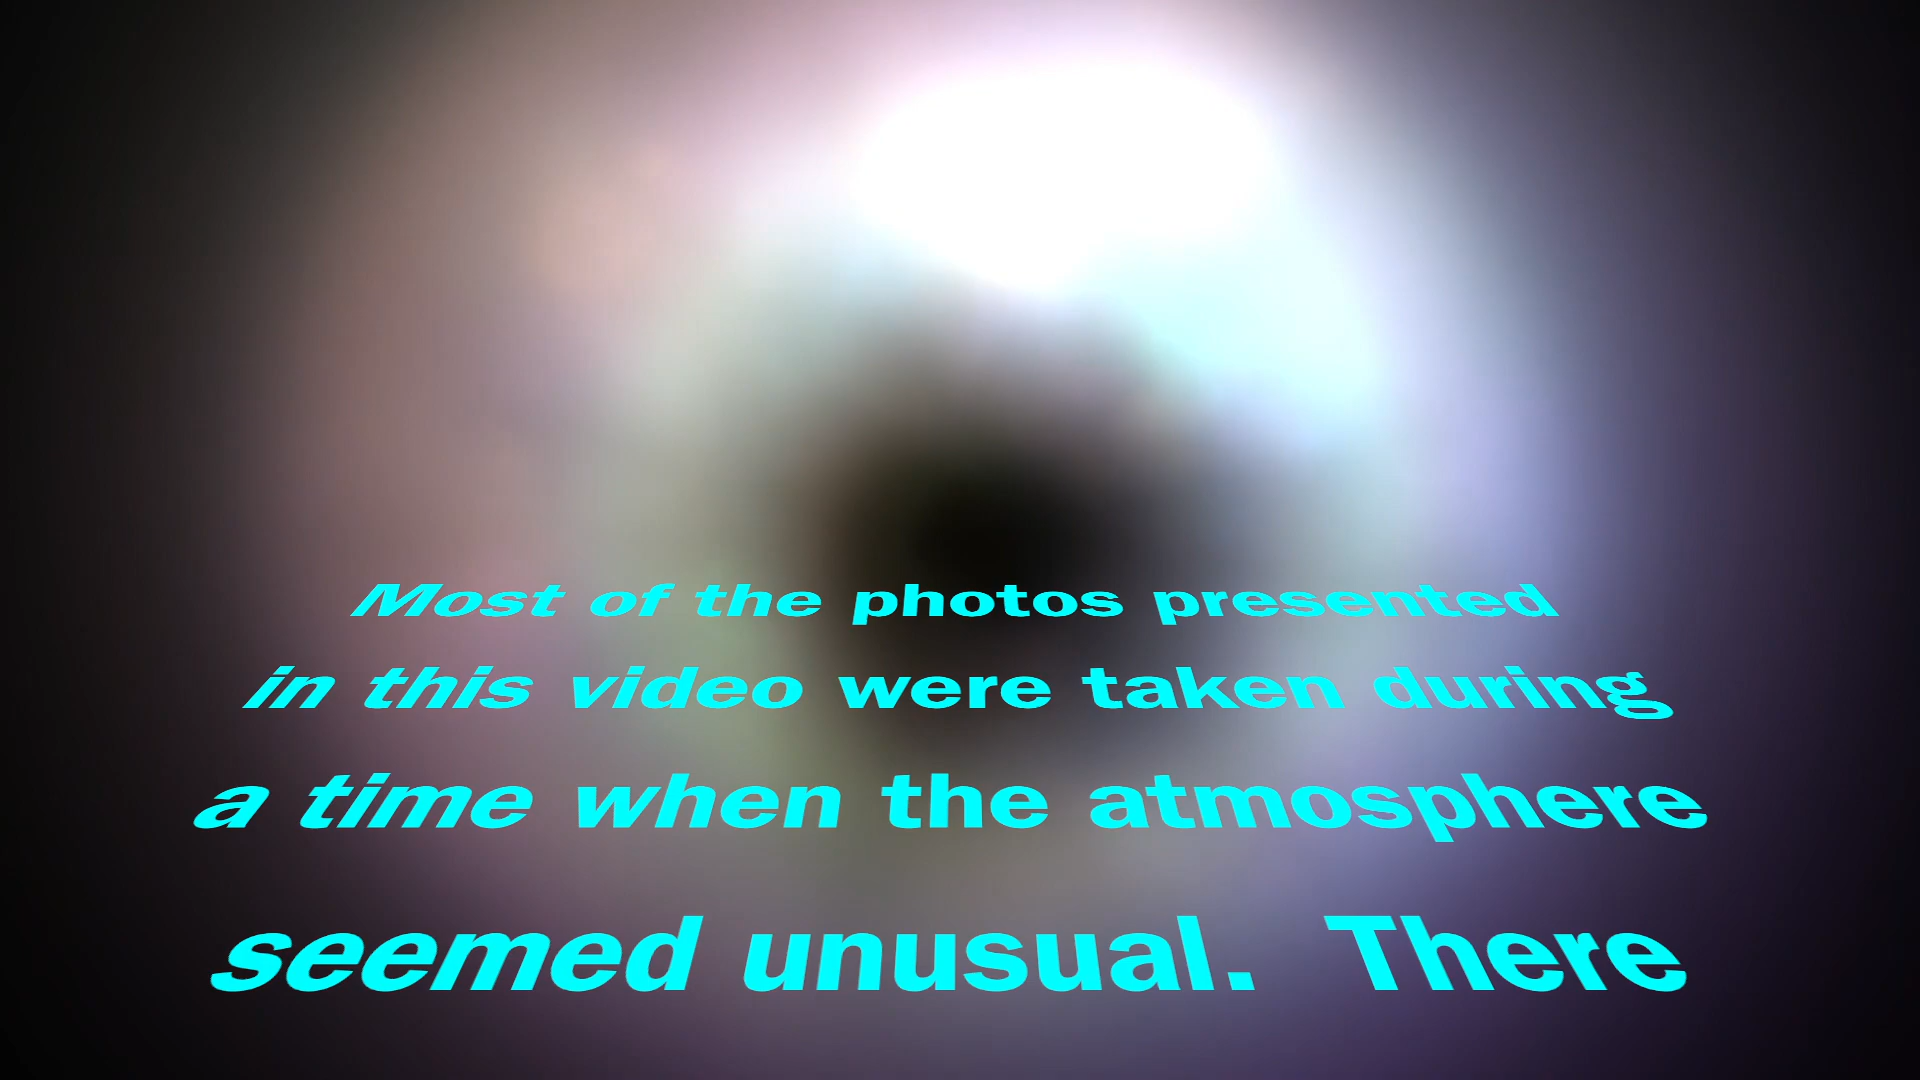 Most of the photos presented
in this video were taken during
a time when the atmosphere
seemed unusual.  There